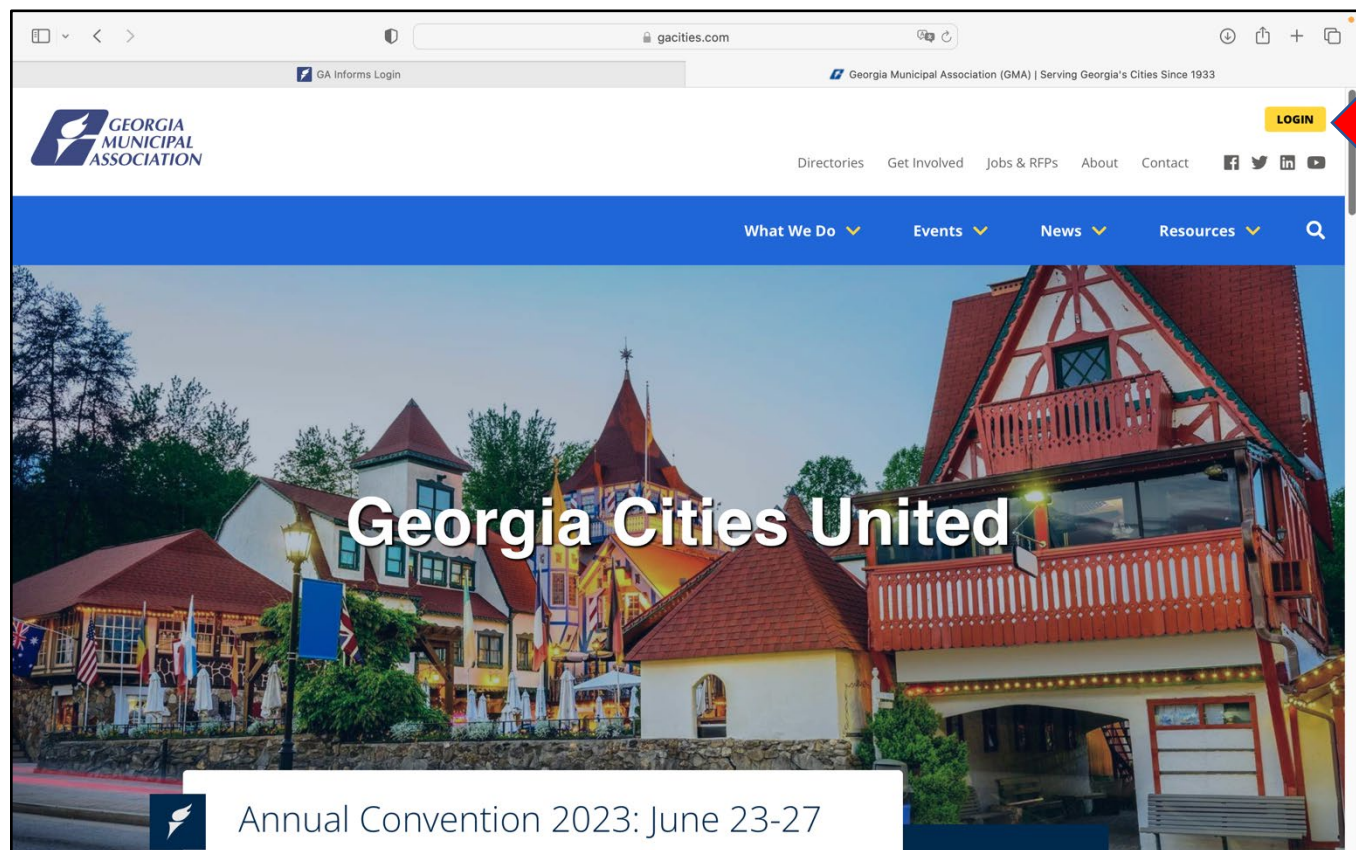 gacities.com
GA Informs Login
Georgia Municipal Association (GMA) | Serving Georgia's Cities Since 1933
GEORGIA
MUNICIPAL
ASSOCIATION
LOGIN
Directories Get Involved Jobs & RFPs About Contact
What We Do Events News Resources
Georgia Cities United
Annual Convention 2023: June 23-27